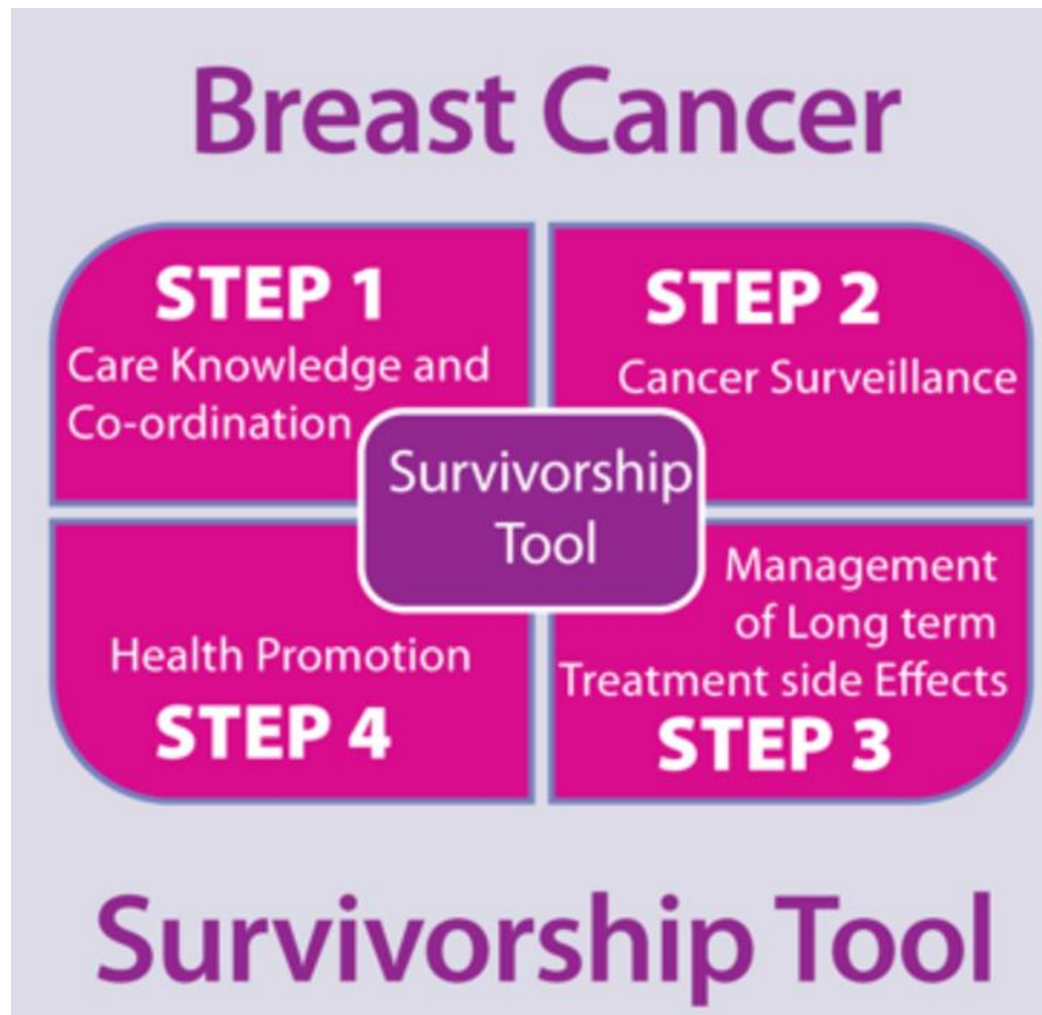 Breast Cancer
STEP 1
Care Knowledge and
Co-ordination
STEP 2
Cancer Surveillance
Survivorship
Tool
Management
of Long term
Treatment side Effects
STEP 3
Health Promotion
STEP 4
Survivorship Tool